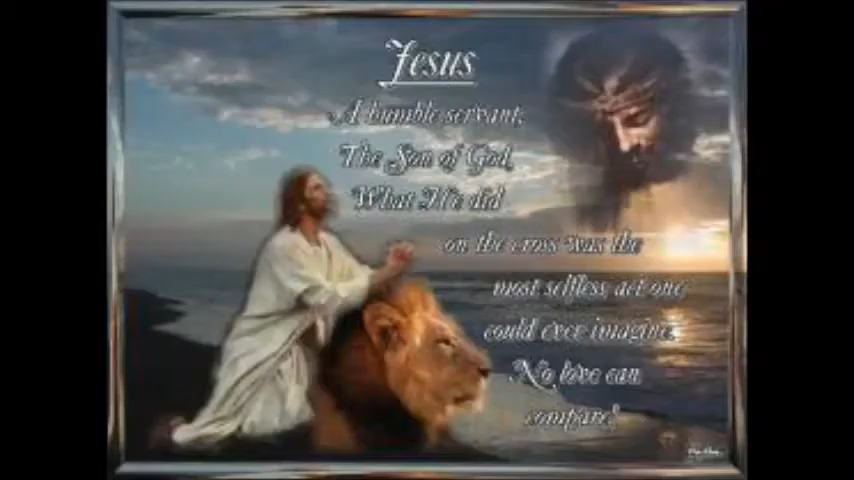 Jesus
A humble servant,
The Son of God,
What He did
on the cross was the
most selfless act one
could ever imagine.
No love can
compare!